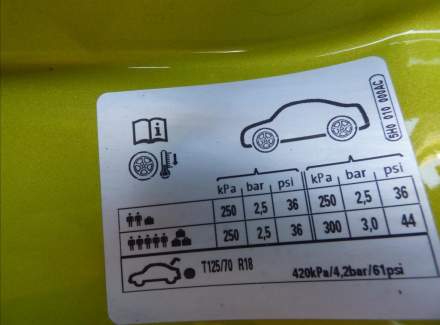 5H0 010 000AC
kPa bar psi kPa bar psi
250 2,5 36 250 2,5 36
250 2,5 36 300 3,0 44
T125/70 R18 420kPa/4,2bar/61psi